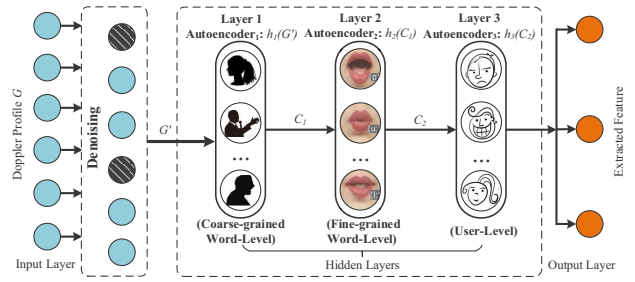 Doppler Profile G
Input Layer
Denoising
G'
Layer 1
Autoencoder₁: h₁(G')
...
(Coarse-grained
Word-Level)
C₁
Layer 2
Autoencoder₂: h₂(C₁)
...
(Fine-grained
Word-Level)
C₂
Layer 3
Autoencoder₃: h₃(C₂)
...
(User-Level)
Hidden Layers
Output Layer
Extracted Feature